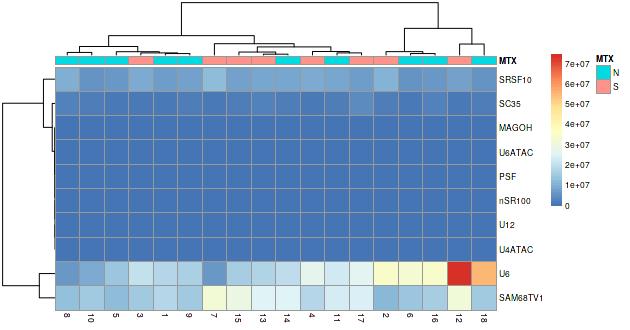 MTX
SRSF10
SC35
MAGOH
U6ATAC
PSF
nSR100
U12
U4ATAC
U6
SAM68TV1
8 10 5 3 1 9 7 15 13 14 4 11 17 2 6 16 12 18
7e+07
6e+07
5e+07
4e+07
3e+07
2e+07
1e+07
0
MTX
N
S